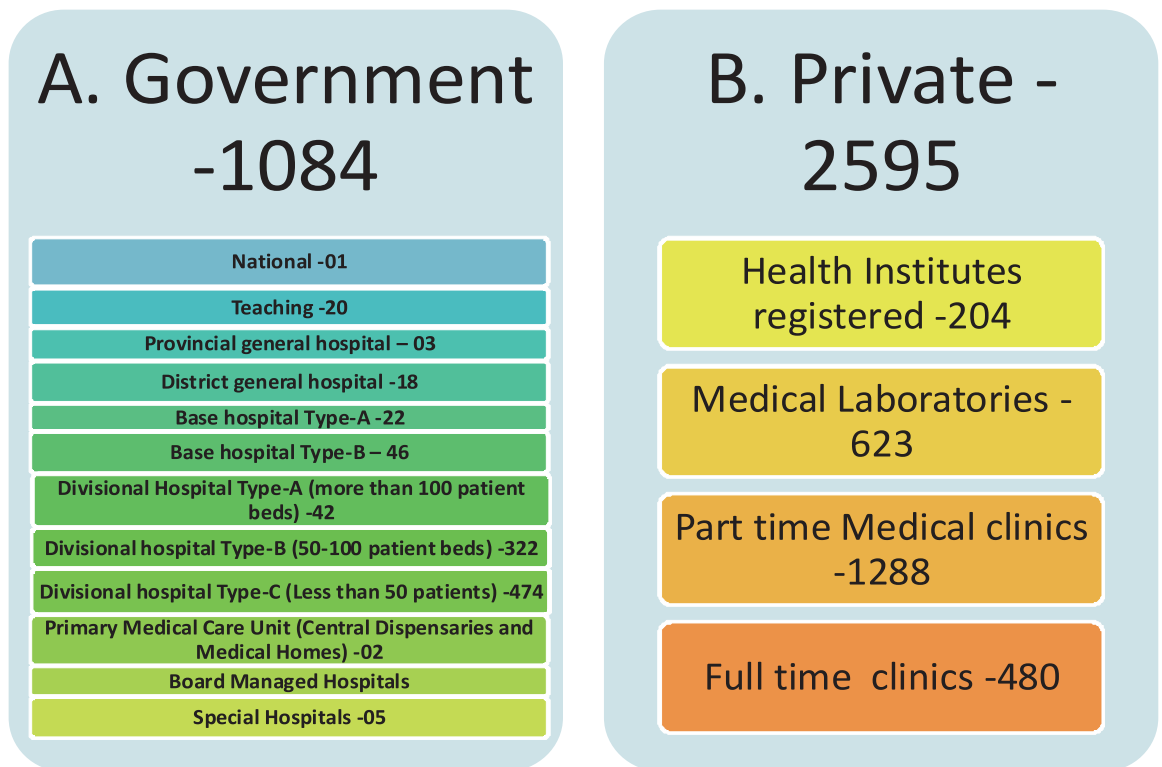 A. Government
-1084
National -01
Teaching -20
Provincial general hospital – 03
District general hospital -18
Base hospital Type-A -22
Base hospital Type-B – 46
Divisional Hospital Type-A (more than 100 patient
beds) -42
Divisional hospital Type-B (50-100 patient beds) -322
Divisional hospital Type-C (Less than 50 patients) -474
Primary Medical Care Unit (Central Dispensaries and
Medical Homes) -02
Board Managed Hospitals
Special Hospitals -05
B. Private -
2595
Health Institutes
registered -204
Medical Laboratories -
623
Part time Medical clinics
-1288
Full time  clinics -480